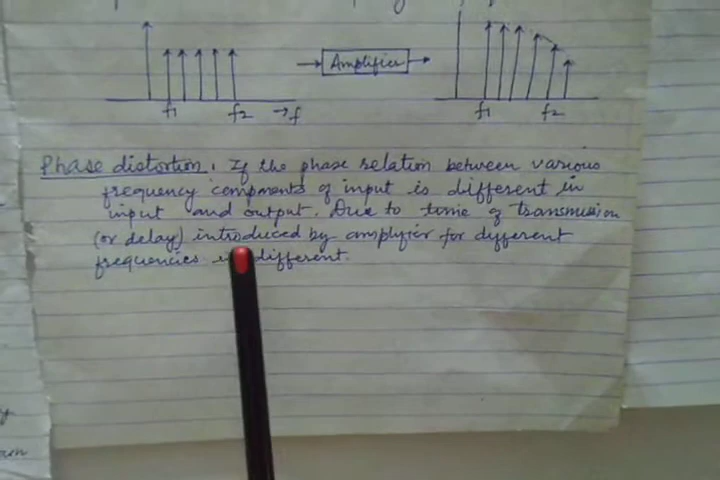 Amplifier
f1 f2 →f f1 f2
Phase distortion. If the phase relation between various
frequency components of input is different in
input and output. Due to time of transmission
(or delay) introduced by amplifier for different
frequencies different.